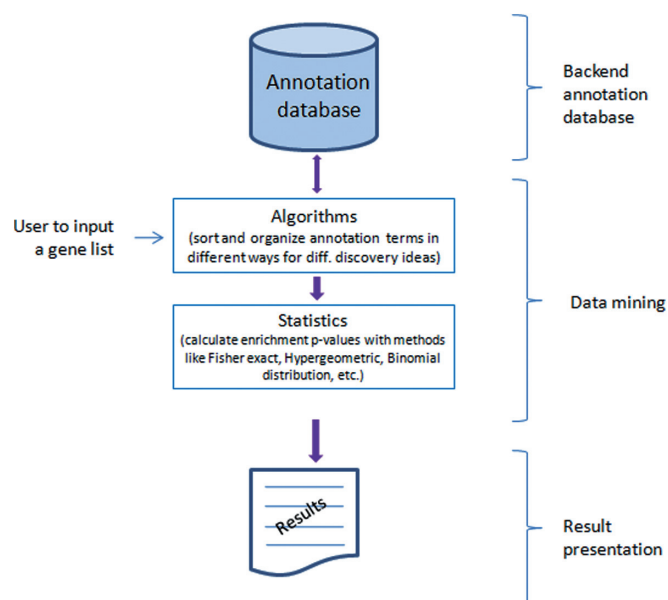 Annotation
database
Backend
annotation
database
User to input
a gene list
Algorithms
(sort and organize annotation terms in
different ways for diff. discovery ideas)
Statistics
(calculate enrichment p-values with methods
like Fisher exact, Hypergeometric, Binomial
distribution, etc.)
Data mining
Results
Result
presentation